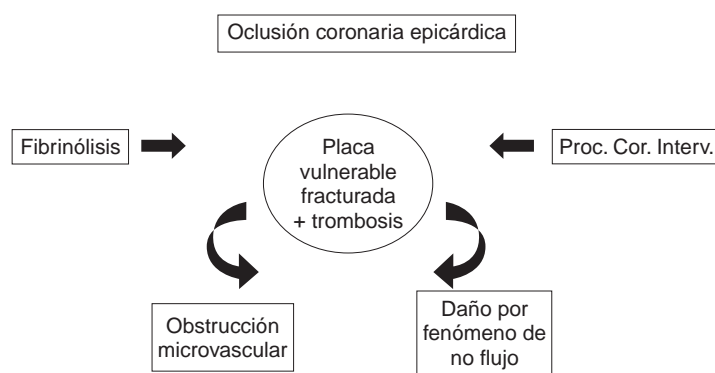 Oclusión coronaria epicárdica
Fibrinólisis
Placa
vulnerable
fracturada
+ trombosis
Proc. Cor. Interv.
Obstrucción
microvascular
Daño por
fenómeno de
no flujo